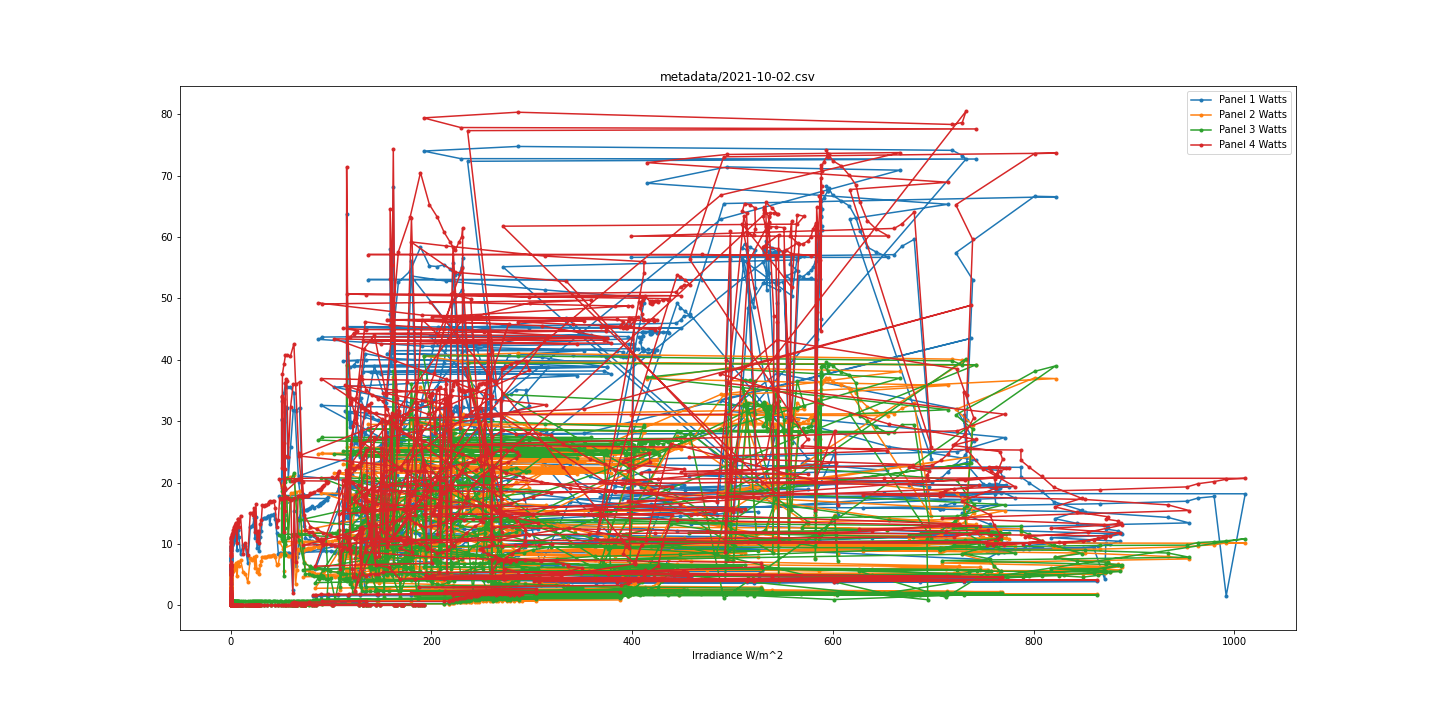 metadata/2021-10-02.csv
Panel 1 Watts
Panel 2 Watts
Panel 3 Watts
Panel 4 Watts
80
70
60
50
40
30
20
10
0
0 200 400 600 800 1000
Irradiance W/m^2